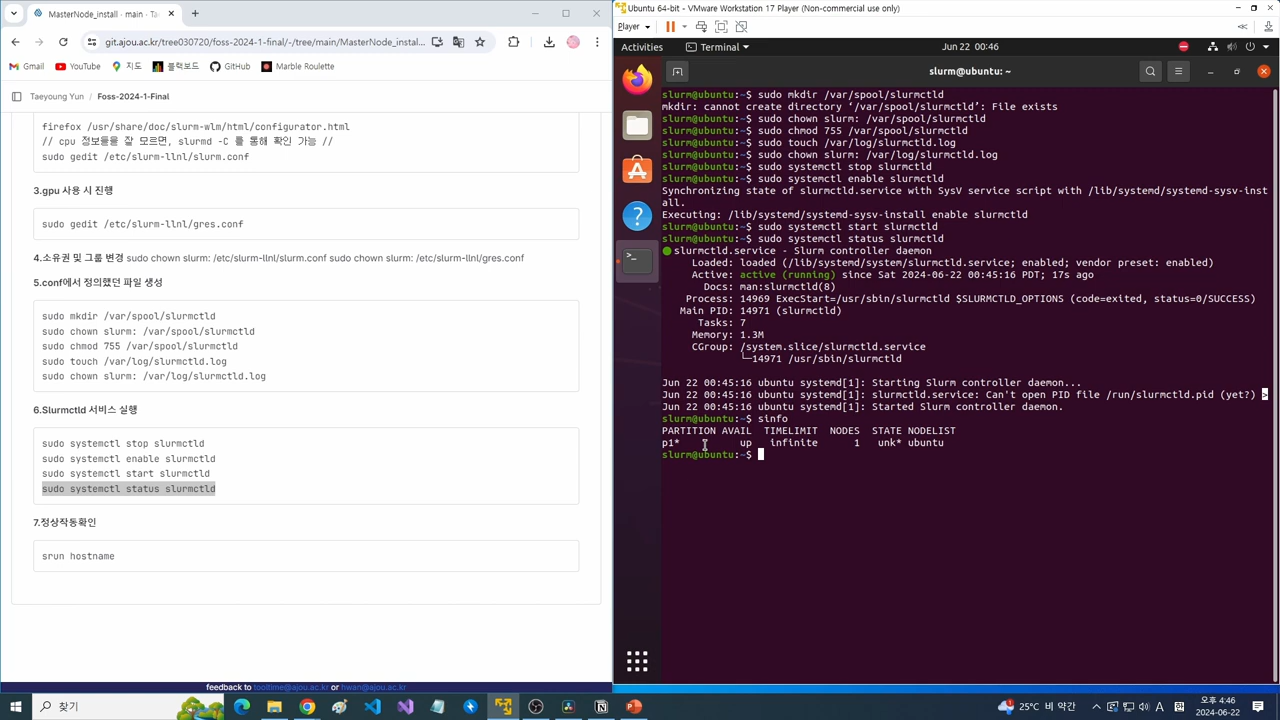 MasterNode_install · main · Ta
git.ajou.ac.kr/tree030720/foss-2024-1-final/-/tree/main/MasterNode_instal...
Gmail YouTube 지도 블럭보드 GitHub Marble Roulette
Taeyoung Yun / Foss-2024-1-Final
firefox /usr/share/doc/slurm-wlm/html/configurator.html
// cpu 정보들을 잘 모르면, slurmd -C 를 통해 확인 가능 //
sudo gedit /etc/slurm-llnl/slurm.conf
3.gpu 사용 시 진행
sudo gedit /etc/slurm-llnl/gres.conf
4.소유권 및 그룹 변경 sudo chown slurm: /etc/slurm-llnl/slurm.conf sudo chown slurm: /etc/slurm-llnl/gres.conf
5.conf에서 정의했던 파일 생성
sudo mkdir /var/spool/slurmctld
sudo chown slurm: /var/spool/slurmctld
sudo chmod 755 /var/spool/slurmctld
sudo touch /var/log/slurmctld.log
sudo chown slurm: /var/log/slurmctld.log
6.Slurmctld 서비스 실행
sudo systemctl stop slurmctld
sudo systemctl enable slurmctld
sudo systemctl start slurmctld
sudo systemctl status slurmctld
7.정상작동확인
srun hostname
feedback to tooltime@ajou.ac.kr or hwan@ajou.ac.kr
Ubuntu 64-bit - VMware Workstation 17 Player (Non-commercial use only)
Player
Activities Terminal Jun 22 00:46
slurm@ubuntu: ~
slurm@ubuntu:~$ sudo mkdir /var/spool/slurmctld
mkdir: cannot create directory ‘/var/spool/slurmctld’: File exists
slurm@ubuntu:~$ sudo chown slurm: /var/spool/slurmctld
slurm@ubuntu:~$ sudo chmod 755 /var/spool/slurmctld
slurm@ubuntu:~$ sudo touch /var/log/slurmctld.log
slurm@ubuntu:~$ sudo chown slurm: /var/log/slurmctld.log
slurm@ubuntu:~$ sudo systemctl stop slurmctld
slurm@ubuntu:~$ sudo systemctl enable slurmctld
Synchronizing state of slurmctld.service with SysV service script with /lib/systemd/systemd-sysv-inst
all.
Executing: /lib/systemd/systemd-sysv-install enable slurmctld
slurm@ubuntu:~$ sudo systemctl start slurmctld
slurm@ubuntu:~$ sudo systemctl status slurmctld
● slurmctld.service - Slurm controller daemon
Loaded: loaded (/lib/systemd/system/slurmctld.service; enabled; vendor preset: enabled)
Active: active (running) since Sat 2024-06-22 00:45:16 PDT; 17s ago
Docs: man:slurmctld(8)
Process: 14969 ExecStart=/usr/sbin/slurmctld $SLURMCTLD_OPTIONS (code=exited, status=0/SUCCESS)
Main PID: 14971 (slurmctld)
Tasks: 7
Memory: 1.3M
CGroup: /system.slice/slurmctld.service
└─14971 /usr/sbin/slurmctld
Jun 22 00:45:16 ubuntu systemd[1]: Starting Slurm controller daemon...
Jun 22 00:45:16 ubuntu systemd[1]: slurmctld.service: Can't open PID file /run/slurmctld.pid (yet?) >
Jun 22 00:45:16 ubuntu systemd[1]: Started Slurm controller daemon.
slurm@ubuntu:~$ sinfo
PARTITION AVAIL TIMELIMIT NODES STATE NODELIST
p1* up infinite 1 unk* ubuntu
slurm@ubuntu:~$
찾기
25°C 비 약간
A
오후 4:46
2024-06-22